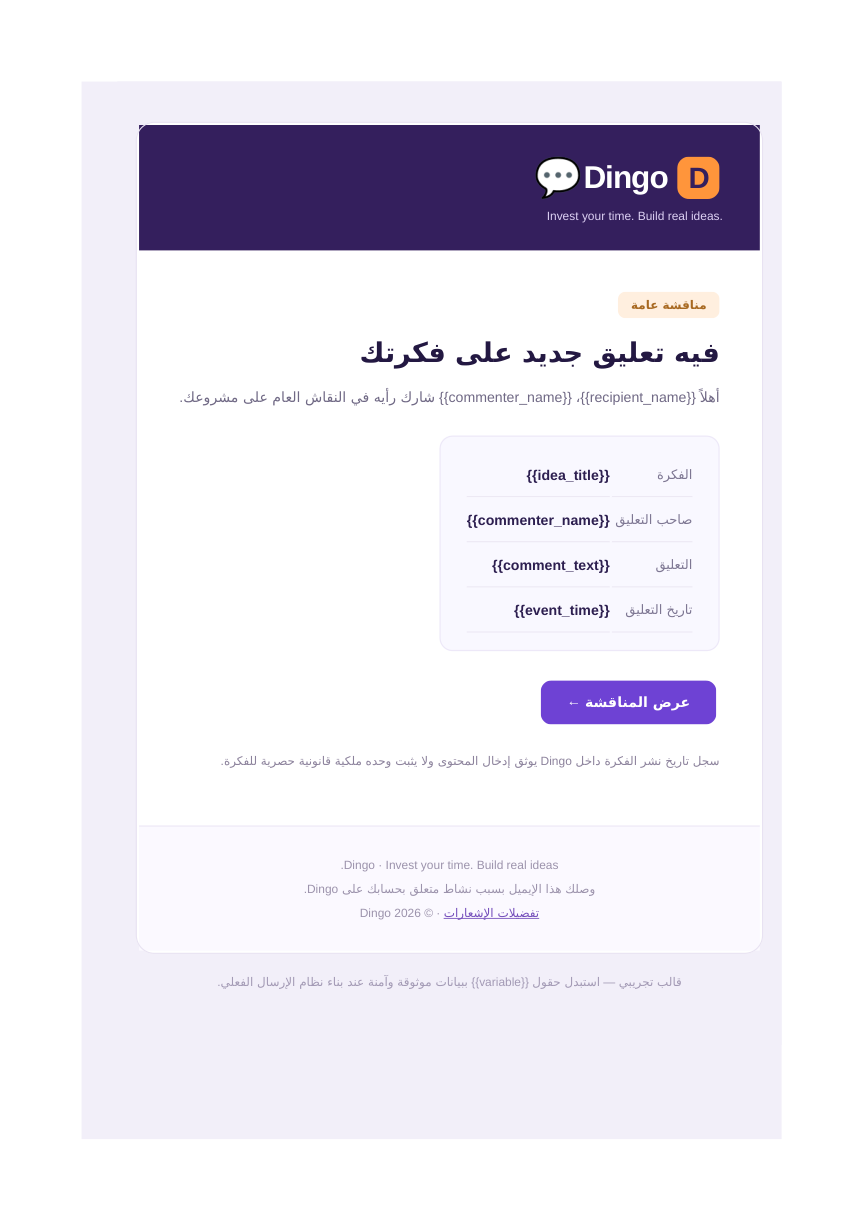 D Dingo 💬
Invest your time. Build real ideas.
مناقشة عامة
فيه تعليق جديد على فكرتك
أهلاً {{recipient_name}}، {{commenter_name}} شارك رأيه في النقاش العام على مشروعك.
الفكرة {{idea_title}}
صاحب التعليق {{commenter_name}}
التعليق {{comment_text}}
تاريخ التعليق {{event_time}}
عرض المناقشة ←
سجل تاريخ نشر الفكرة داخل Dingo يوثق إدخال المحتوى ولا يثبت وحده ملكية قانونية حصرية للفكرة.
Dingo · Invest your time. Build real ideas.
وصلك هذا الإيميل بسبب نشاط متعلق بحسابك على Dingo.
تفضيلات الإشعارات · © 2026 Dingo
قالب تجريبي — استبدل حقول {{variable}} ببيانات موثوقة وآمنة عند بناء نظام الإرسال الفعلي.